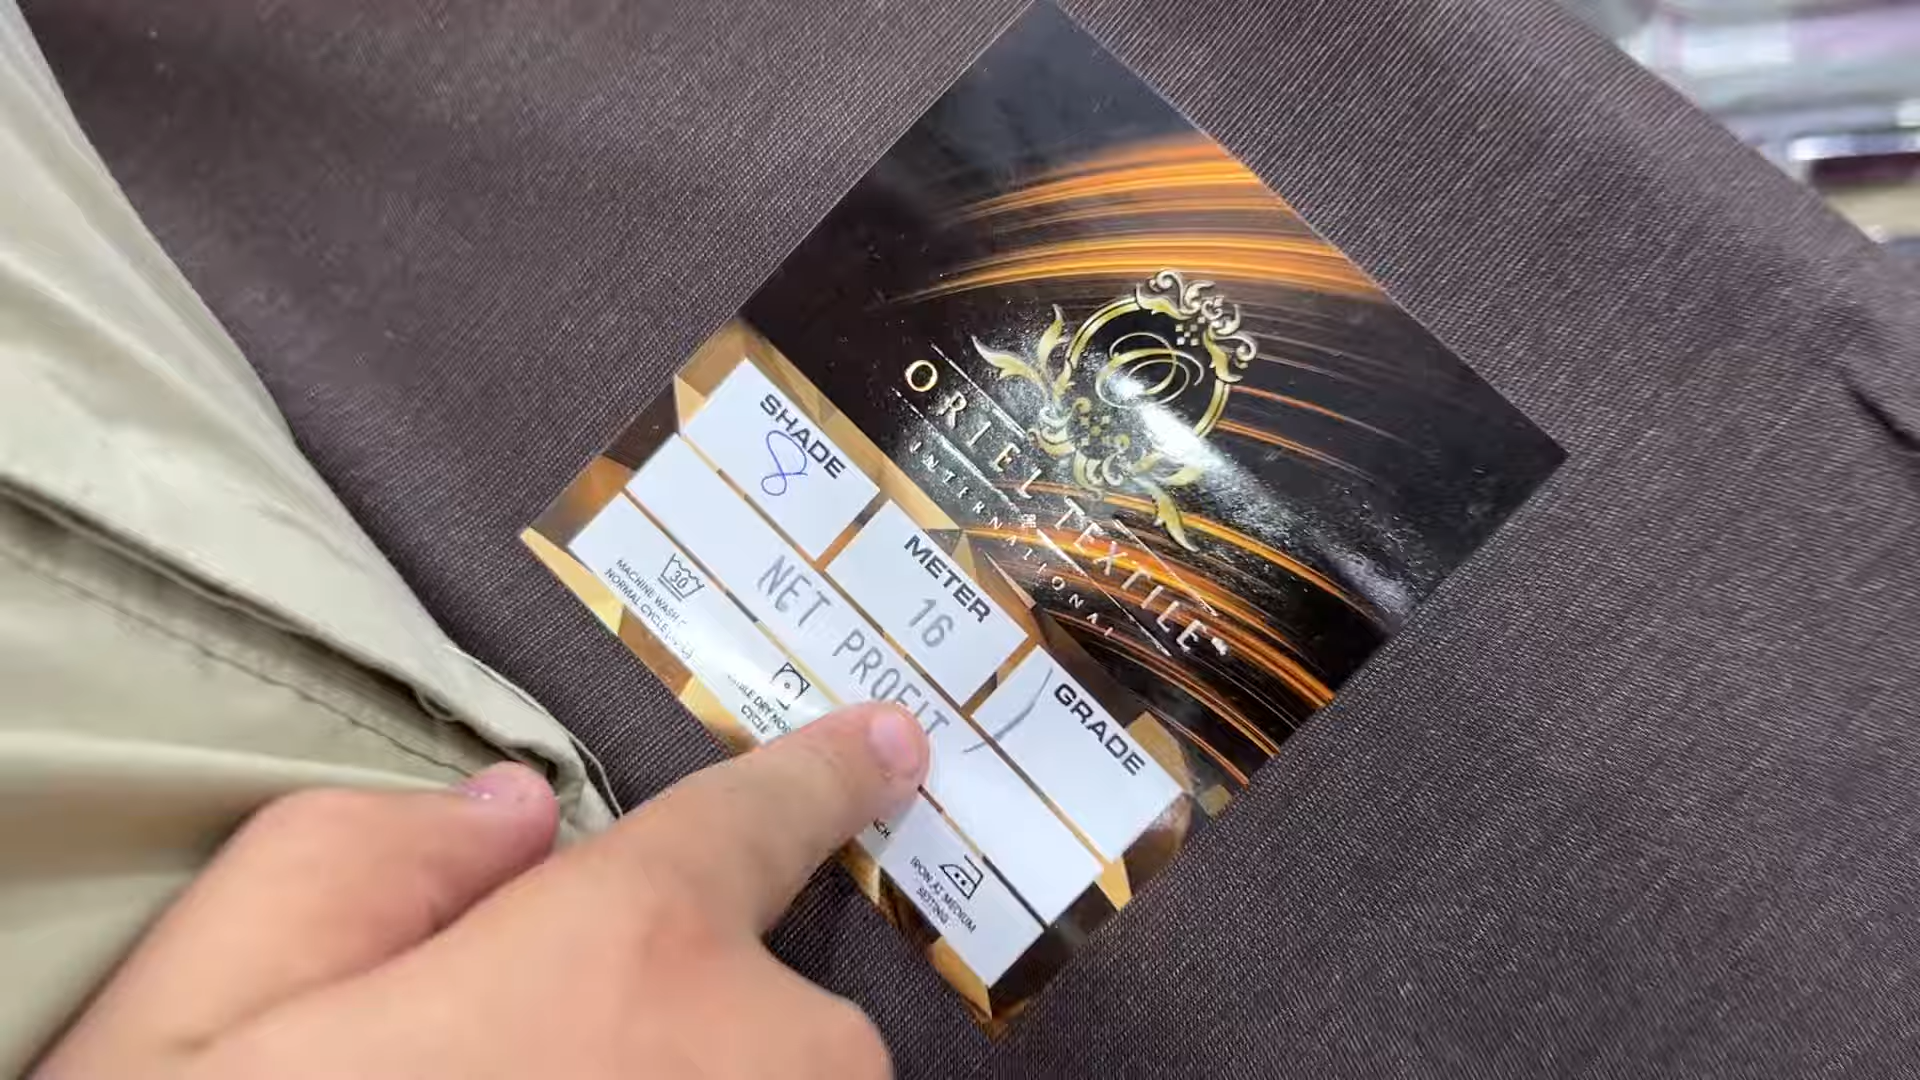 ORIEL TEXTILE
INTERNATIONAL
SHADE
8
METER
16
GRADE
NET PROFIT
30
MACHINE WASH
NORMAL CYCLE
DRY
CYCLE
IRON AT MEDIUM
SETTING